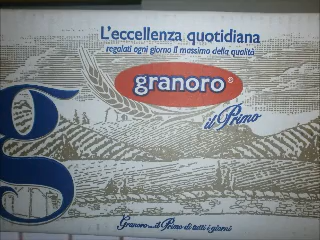 L'eccellenza quotidiana
regalati ogni giorno il massimo della qualità
granoro®
il Primo
g
Granoro... il Primo di tutti i giorni